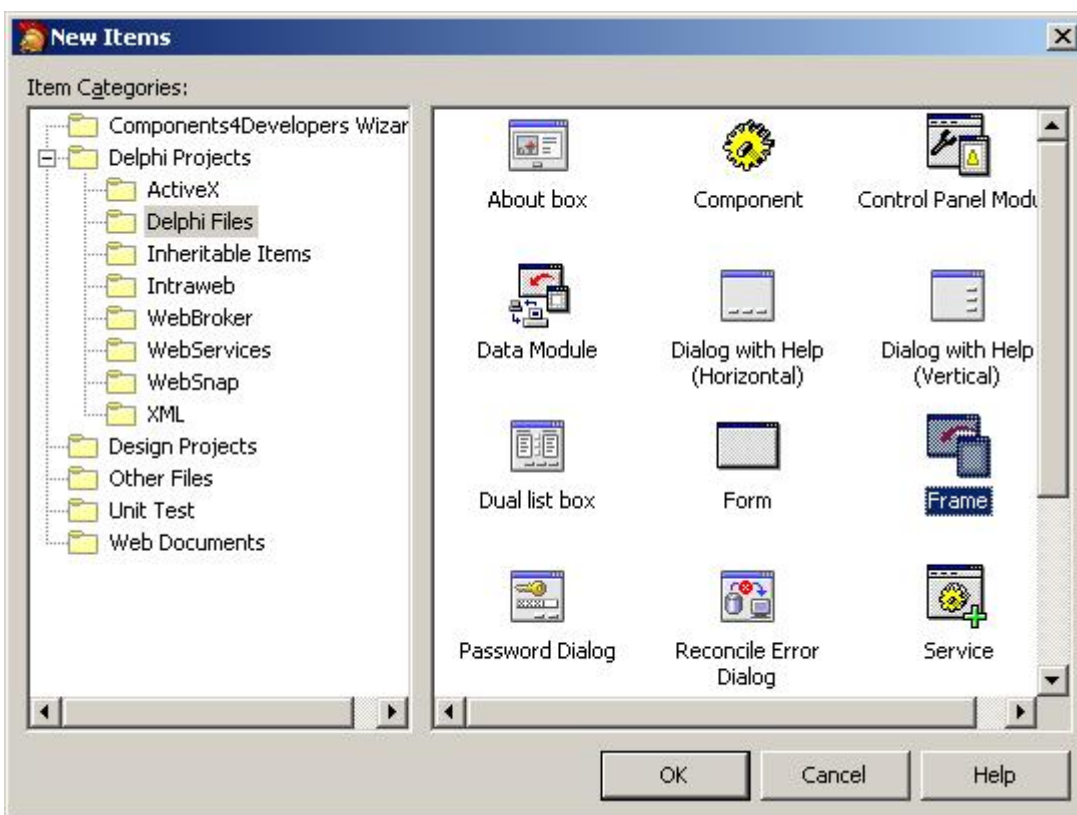 New Items
Item Categories:
Components4Developers Wizar
Delphi Projects
ActiveX
Delphi Files
Inheritable Items
Intraweb
WebBroker
WebServices
WebSnap
XML
Design Projects
Other Files
Unit Test
Web Documents
About box
Component
Control Panel Modu
Data Module
Dialog with Help
(Horizontal)
Dialog with Help
(Vertical)
Dual list box
Form
Frame
Password Dialog
Reconcile Error
Dialog
Service
OK
Cancel
Help